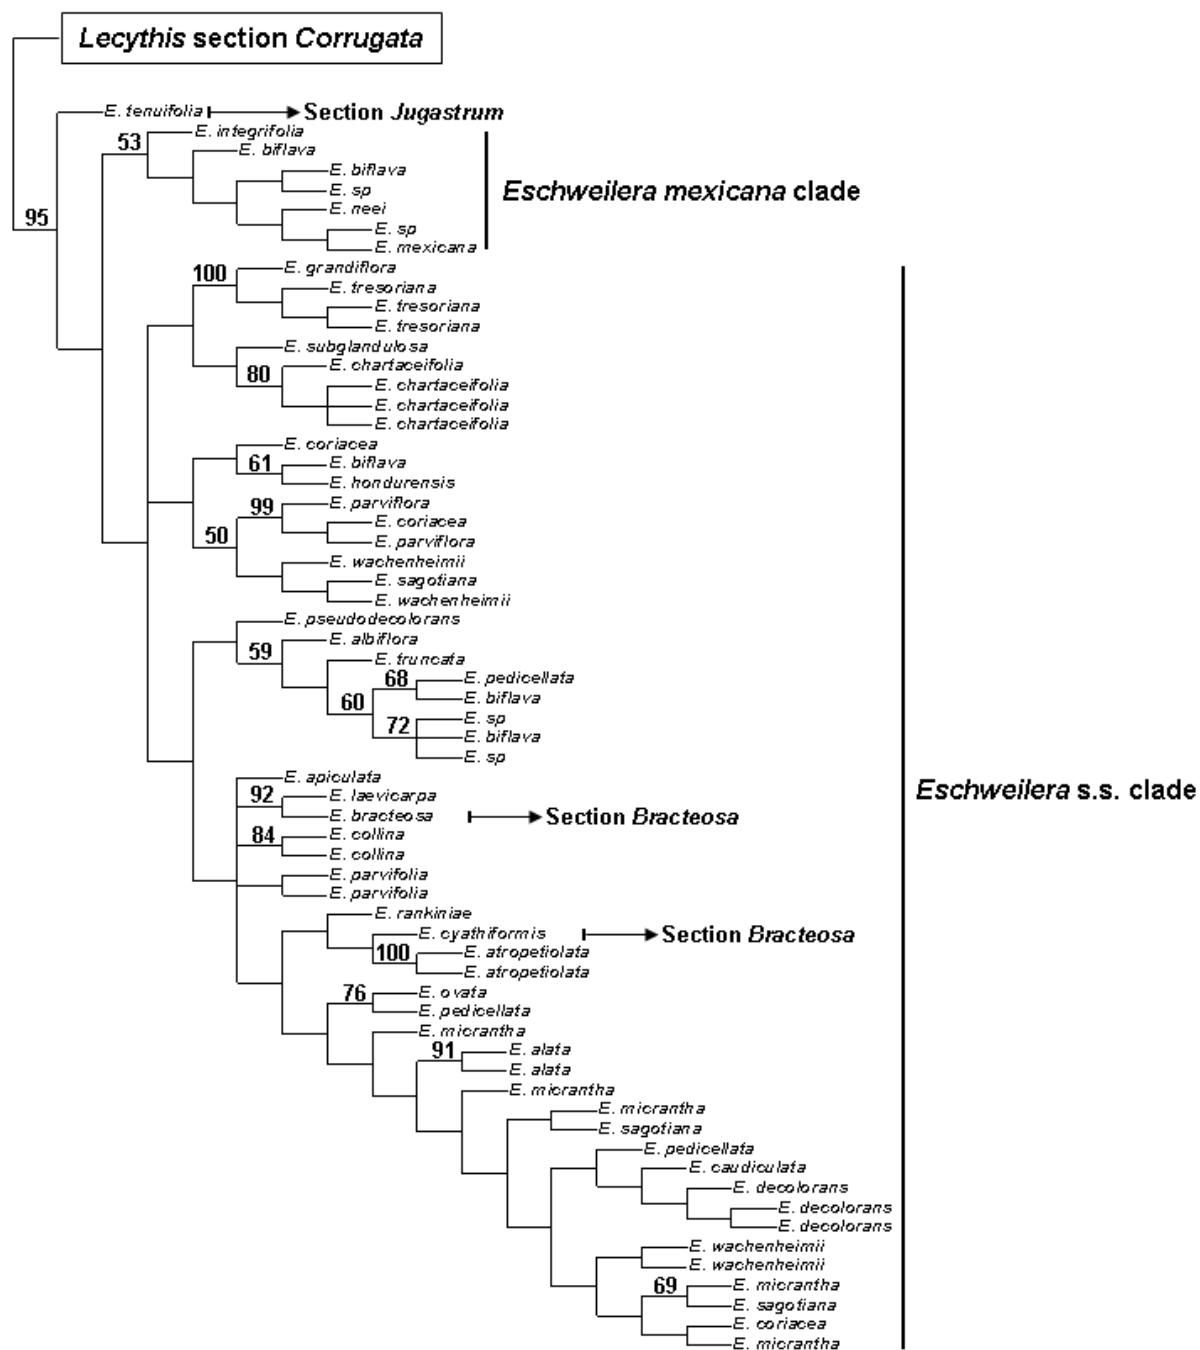 Lecythis section Corrugata
E. tenuifolia Section Jugastrum
E. integrifolia
53
E. biflava
E. biflava
E. sp
Eschweilera mexicana clade
E. neei
95
E. sp
E. mexicana
E. grandiflora
100
E. tresoriana
E. tresoriana
E. tresoriana
E. subglandulosa
E. chartaceifolia
80
E. chartaceifolia
E. chartaceifolia
E. chartaceifolia
E. coriacea
61
E. biflava
E. hondurensis
E. parviflora
99
E. coriacea
50
E. parviflora
E. wachenheimii
E. sagotiana
E. wachenheimii
E. pseudodecolorans
E. albiflora
59
E. truncata
68
E. pedicellata
60
E. biflava
E. sp
72
E. biflava
E. sp
E. apiculata
92
E. laevicarpa
Eschweilera s.s. clade
E. bracteosa Section Bracteosa
84
E. collina
E. collina
E. parvifolia
E. parvifolia
E. rankiniae
E. cyathiformis Section Bracteosa
100
E. atropetiolata
E. atropetiolata
76
E. ovata
E. pedicellata
E. micrantha
91
E. alata
E. alata
E. micrantha
E. micrantha
E. sagotiana
E. pedicellata
E. caudiculata
E. decolorans
E. decolorans
E. decolorans
E. wachenheimii
E. wachenheimii
69
E. micrantha
E. sagotiana
E. coriacea
E. micrantha